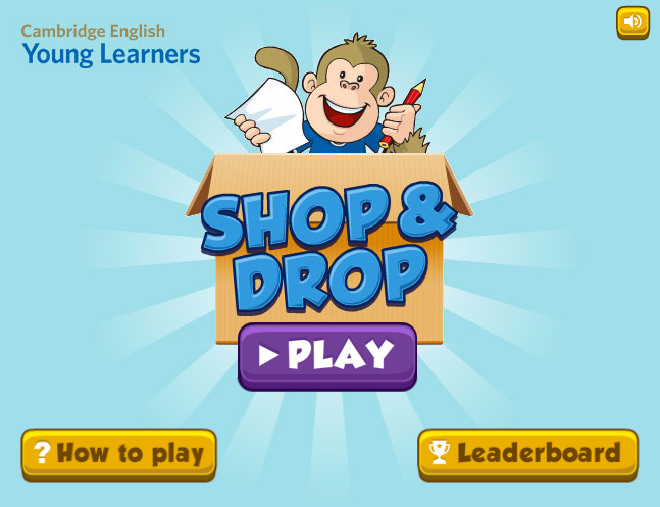 Cambridge English
Young Learners
SHOP &
DROP
PLAY
? How to play
Leaderboard